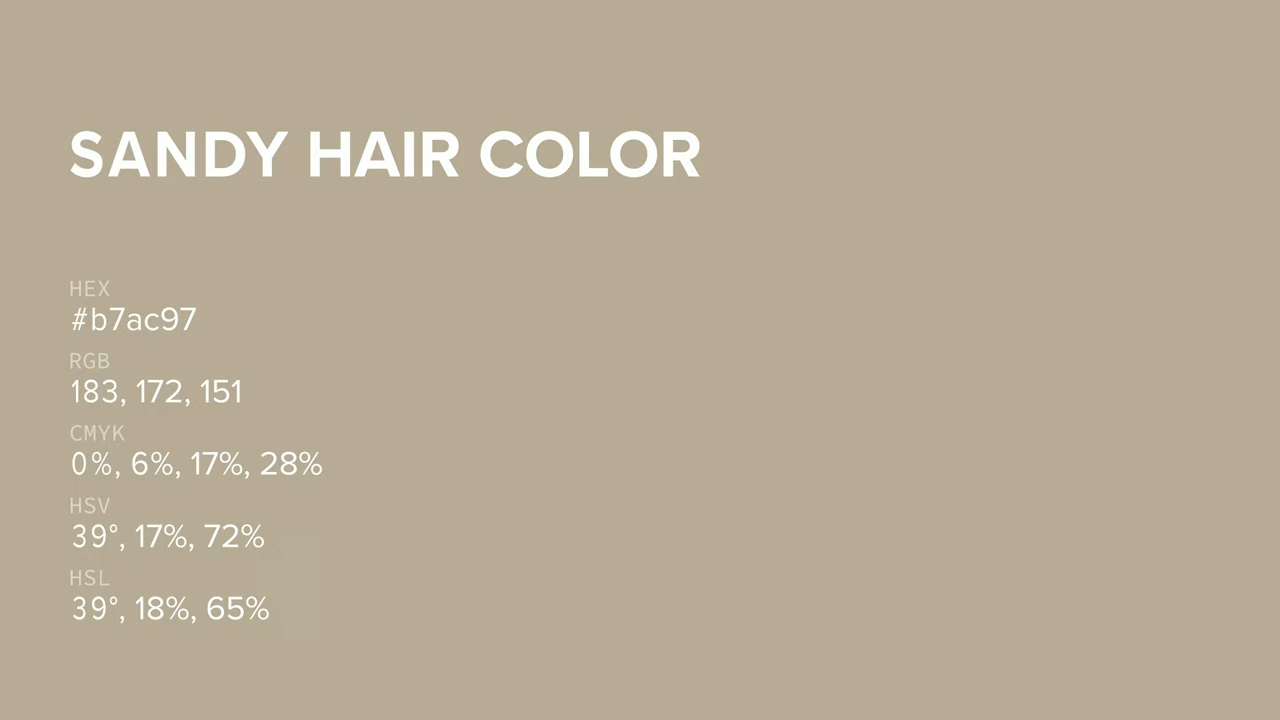 SANDY HAIR COLOR
HEX
#b7ac97
RGB
183, 172, 151
CMYK
0%, 6%, 17%, 28%
HSV
39°, 17%, 72%
HSL
39°, 18%, 65%